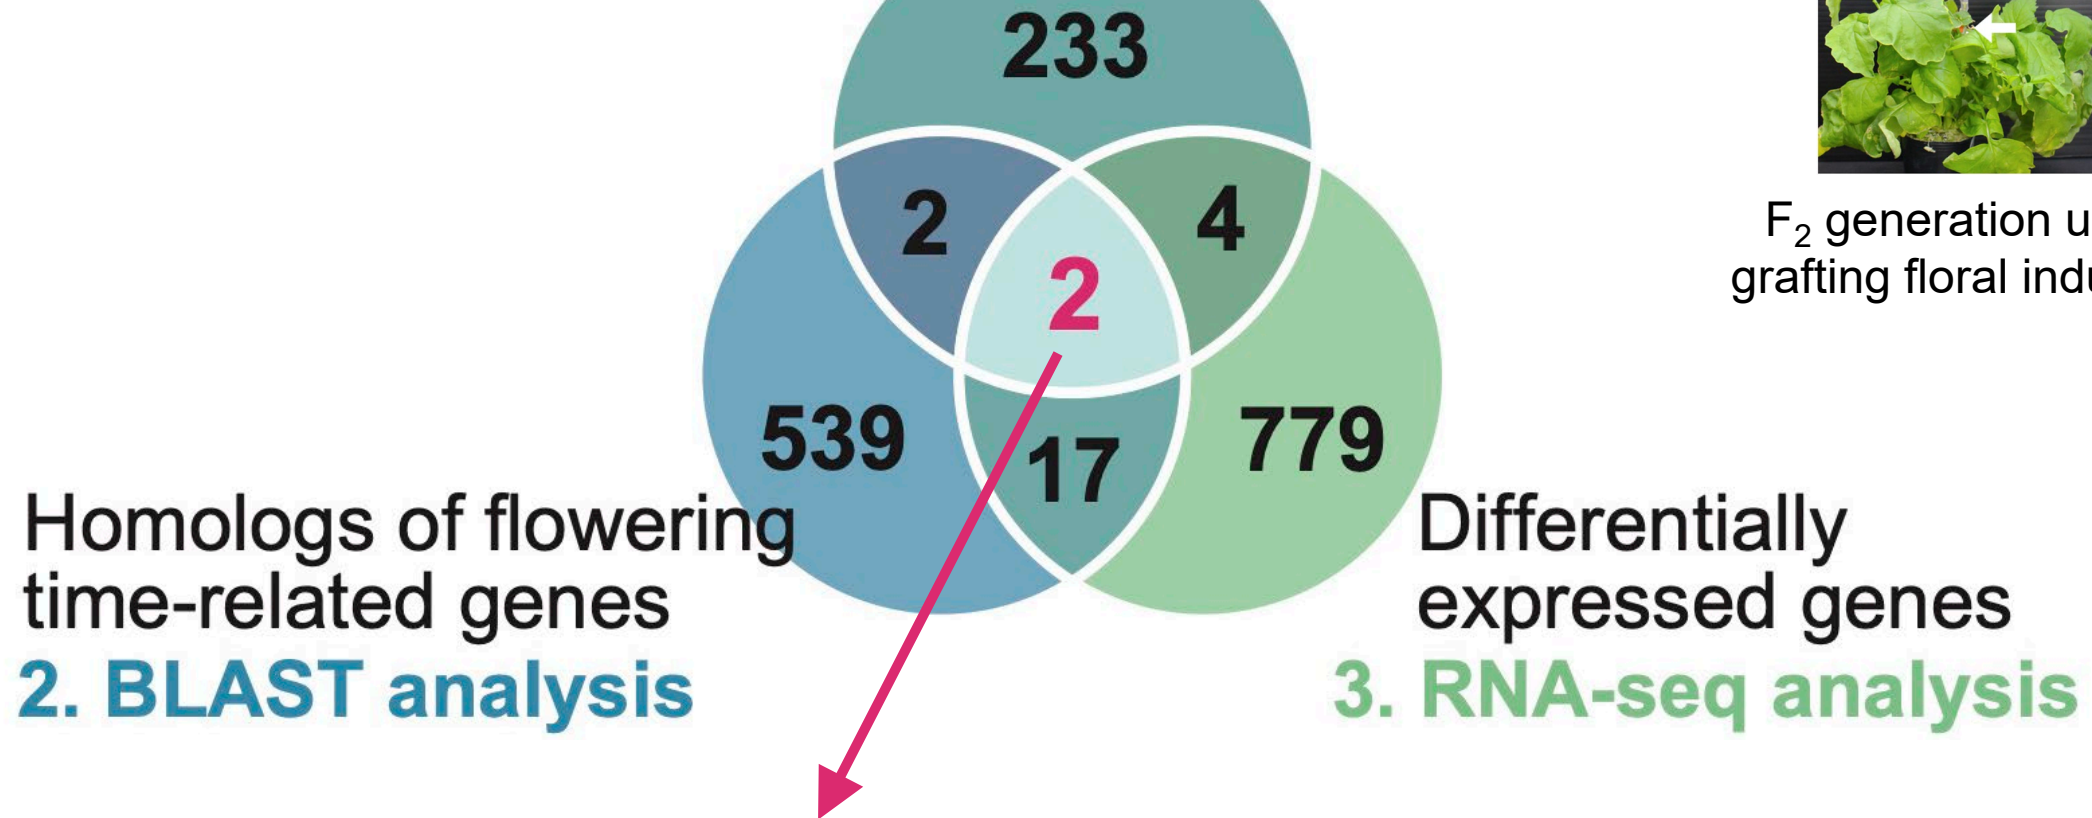 233
2
4
2
539
17
779
Homologs of flowering
time-related genes
2. BLAST analysis
Differentially
expressed genes
3. RNA-seq analysis
F₂ generation u
grafting floral ind